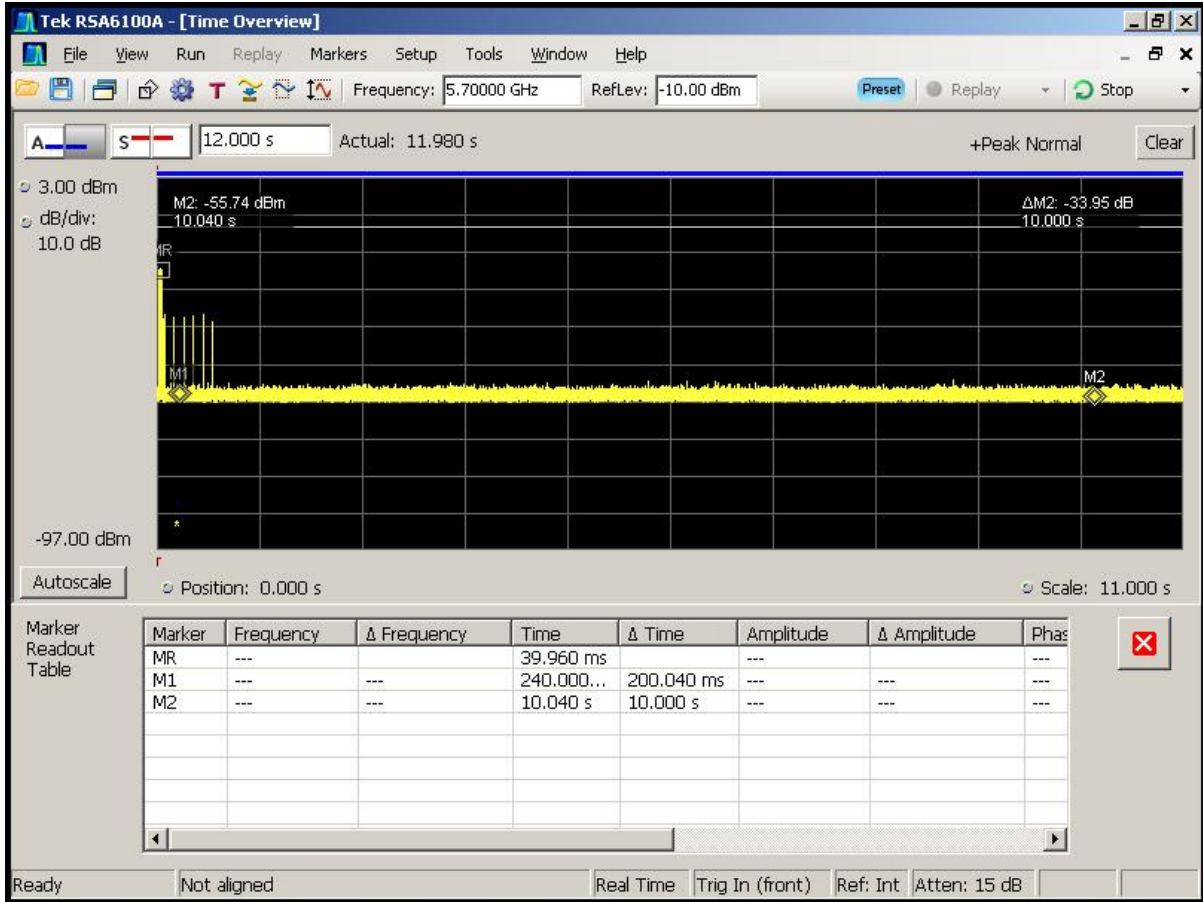 Tek RSA6100A - [Time Overview]
File View Run Replay Markers Setup Tools Window Help
T Frequency: 5.70000 GHz RefLev: -10.00 dBm Preset Replay Stop
A S 12.000 s Actual: 11.980 s +Peak Normal Clear
3.00 dBm
dB/div:
10.0 dB
M2: -55.74 dBm
10.040 s
ΔM2: -33.95 dB
10.000 s
MR
M1
M2
-97.00 dBm
Autoscale
Position: 0.000 s
Scale: 11.000 s
Marker
Readout
Table
Marker Frequency Δ Frequency Time Δ Time Amplitude Δ Amplitude Phas
MR --- 39.960 ms --- ---
M1 --- --- 240.000... 200.040 ms --- --- ---
M2 --- --- 10.040 s 10.000 s --- --- ---
Ready Not aligned Real Time Trig In (front) Ref: Int Atten: 15 dB